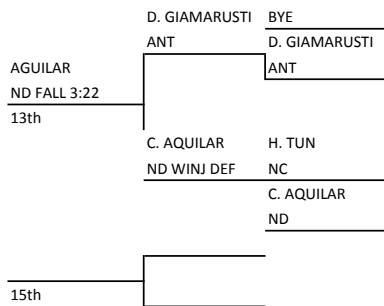 D. GIAMARUSTI BYE
ANT D. GIAMARUSTI
AGUILAR ANT
ND FALL 3:22
13th
C. AQUILAR H. TUN
ND WINJ DEF NC
C. AQUILAR
ND
15th